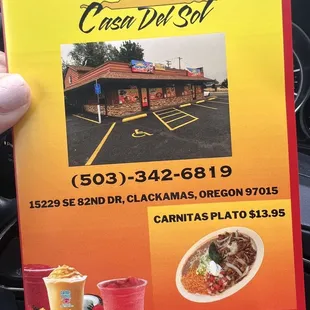 Casa Del Sol
(503)-342-6819
15229 SE 82ND DR, CLACKAMAS, OREGON 97015
CARNITAS PLATO $13.95